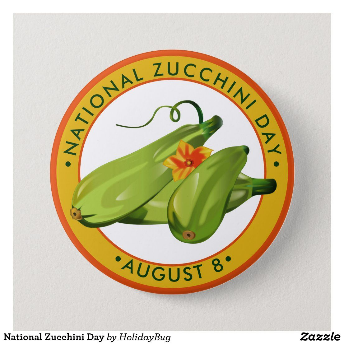 • NATIONAL ZUCCHINI DAY •
• AUGUST 8 •
National Zucchini Day by HolidayBug
Zazzle